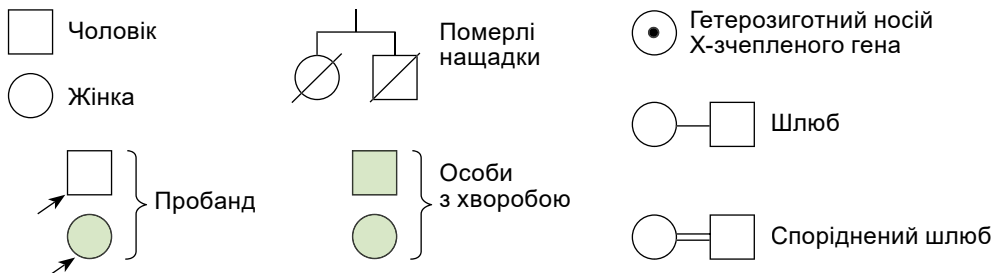 Чоловік
Жінка
Пробанд
Померлі
нащадки
Особи
з хворобою
Гетерозиготний носій
Х-зчепленого гена
Шлюб
Споріднений шлюб